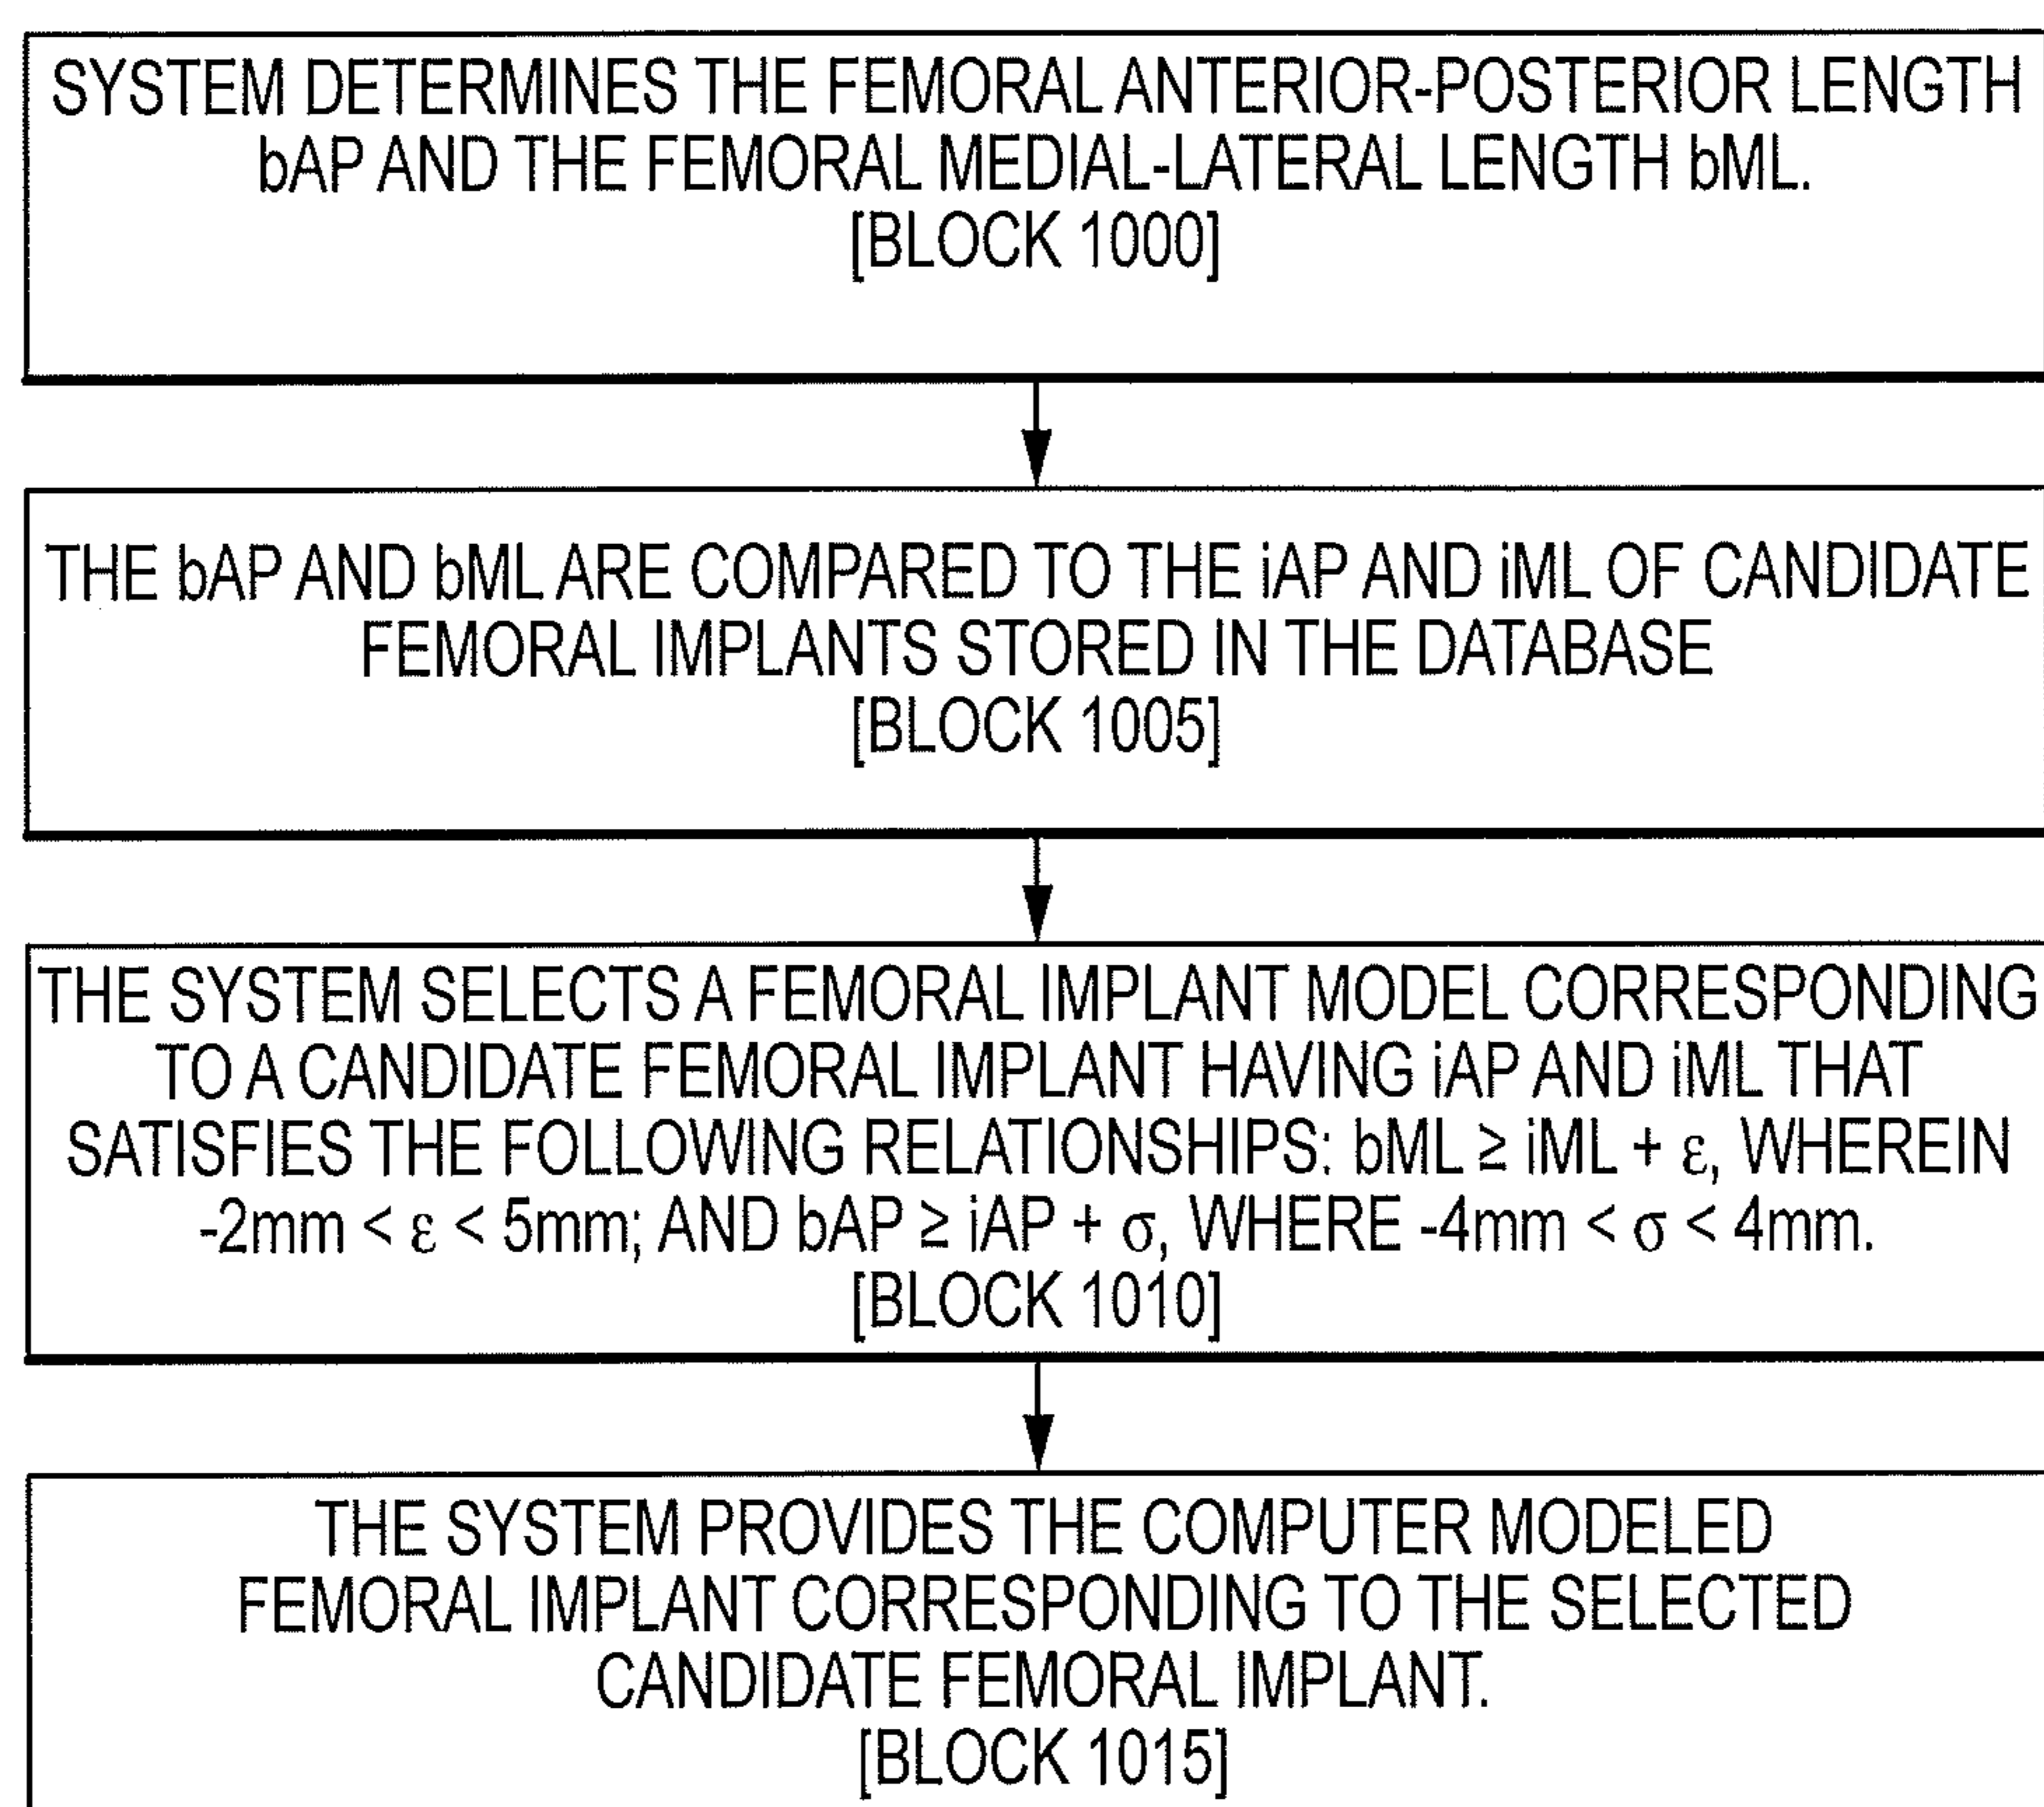 SYSTEM DETERMINES THE FEMORAL ANTERIOR-POSTERIOR LENGTH
bAP AND THE FEMORAL MEDIAL-LATERAL LENGTH bML.
[BLOCK 1000]
THE bAP AND bML ARE COMPARED TO THE iAP AND iML OF CANDIDATE
FEMORAL IMPLANTS STORED IN THE DATABASE
[BLOCK 1005]
THE SYSTEM SELECTS A FEMORAL IMPLANT MODEL CORRESPONDING
TO A CANDIDATE FEMORAL IMPLANT HAVING iAP AND iML THAT
SATISFIES THE FOLLOWING RELATIONSHIPS: bML ≥ iML + ε, WHEREIN
-2mm < ε < 5mm; AND bAP ≥ iAP + σ, WHERE -4mm < σ < 4mm.
[BLOCK 1010]
THE SYSTEM PROVIDES THE COMPUTER MODELED
FEMORAL IMPLANT CORRESPONDING TO THE SELECTED
CANDIDATE FEMORAL IMPLANT.
[BLOCK 1015]